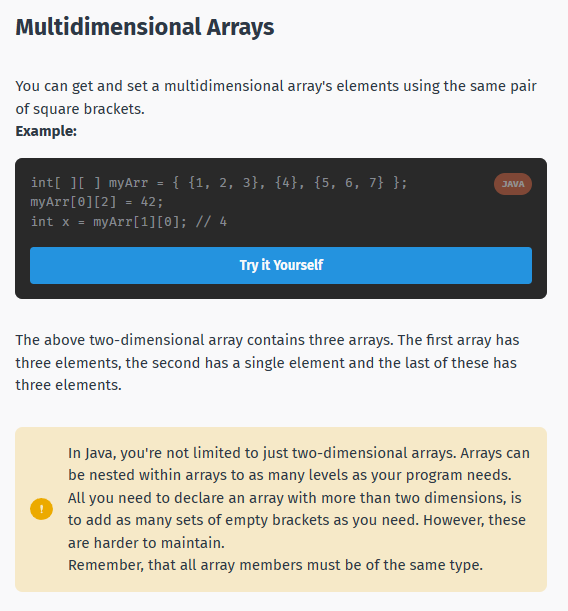 Multidimensional Arrays
You can get and set a multidimensional array's elements using the same pair
of square brackets.
Example:
int[ ][ ] myArr = { {1, 2, 3}, {4}, {5, 6, 7} };
JAVA
myArr[0][2] = 42;
int x = myArr[1][0]; // 4
Try it Yourself
The above two-dimensional array contains three arrays. The first array has
three elements, the second has a single element and the last of these has
three elements.
In Java, you're not limited to just two-dimensional arrays. Arrays can
be nested within arrays to as many levels as your program needs.
All you need to declare an array with more than two dimensions, is
to add as many sets of empty brackets as you need. However, these
are harder to maintain.
Remember, that all array members must be of the same type.